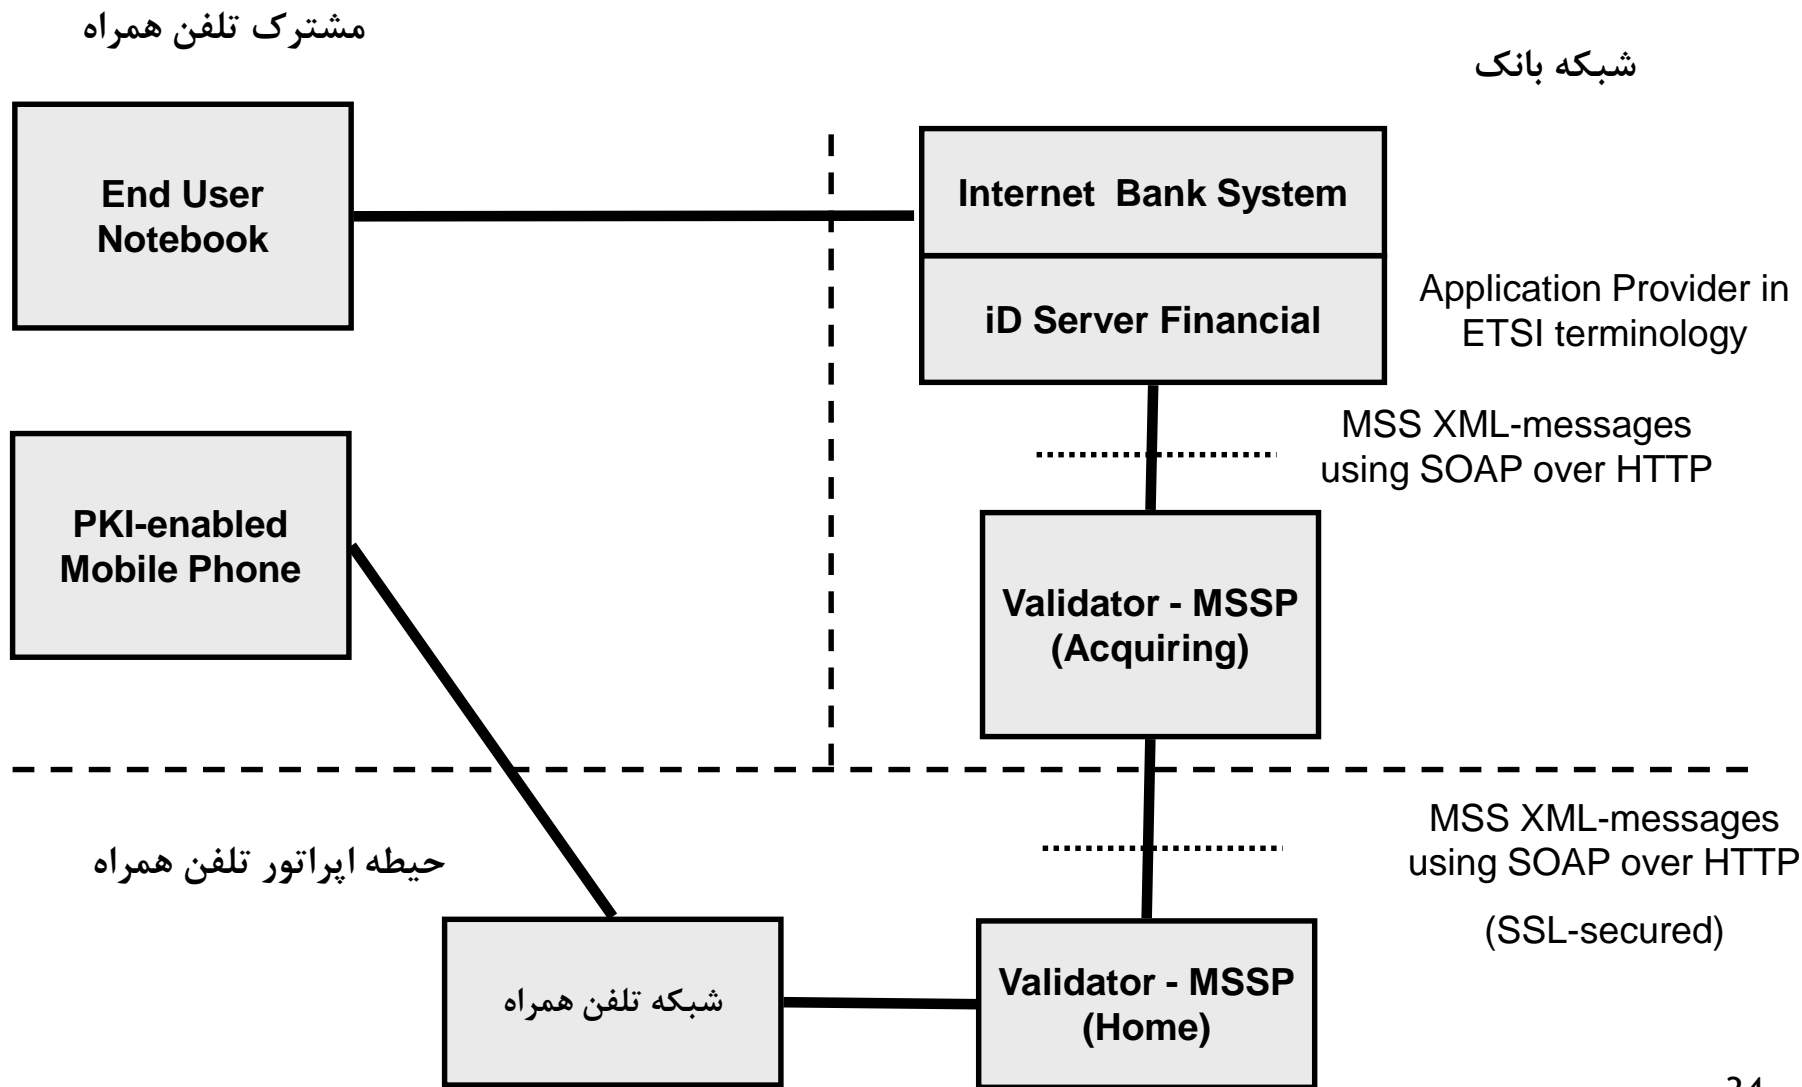 مشترک تلفن همراه
شبکه بانک
End User
Notebook
Internet Bank System
iD Server Financial
Application Provider in
ETSI terminology
MSS XML-messages
using SOAP over HTTP
PKI-enabled
Mobile Phone
Validator - MSSP
(Acquiring)
حیطه اپراتور تلفن همراه
MSS XML-messages
using SOAP over HTTP
(SSL-secured)
شبکه تلفن همراه
Validator - MSSP
(Home)